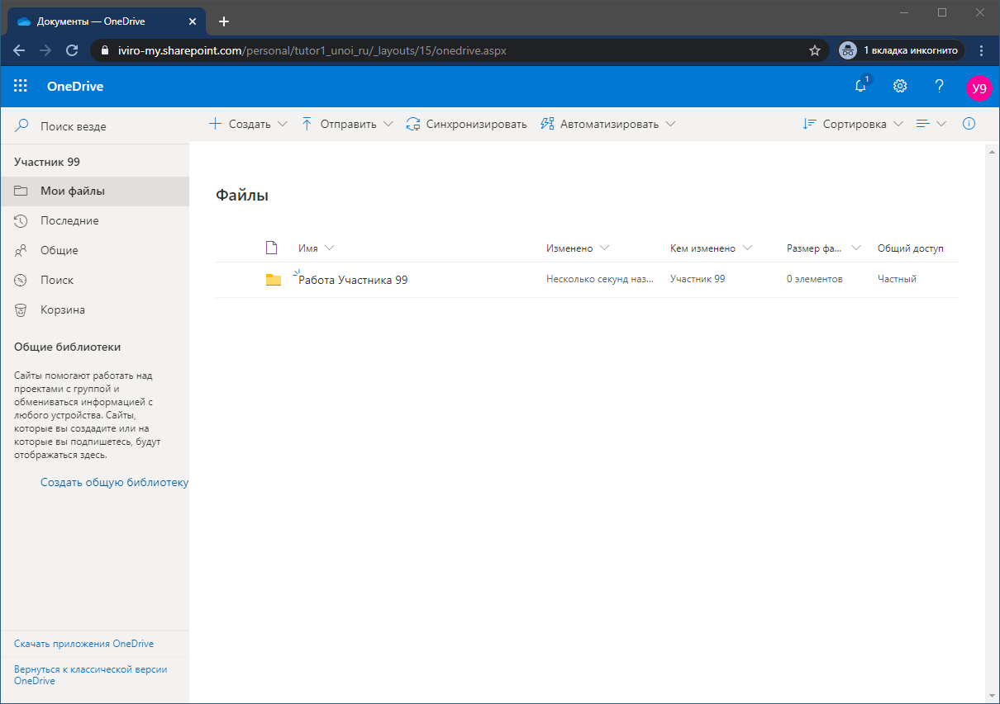 Документы — OneDrive
iviro-my.sharepoint.com/personal/tutor1_unoi_ru/_layouts/15/onedrive.aspx
1 вкладка инкогнито
OneDrive
1
?
У9
Поиск везде
Создать
Отправить
Синхронизировать
Автоматизировать
Сортировка
Участник 99
Мои файлы
Последние
Общие
Поиск
Корзина
Общие библиотеки
Сайты помогают работать над
проектами с группой и
обмениваться информацией с
любого устройства. Сайты,
которые вы создадите или на
которые вы подпишетесь, будут
отображаться здесь.
Создать общую библиотеку
Скачать приложения OneDrive
Вернуться к классической версии
OneDrive
Файлы
Имя Изменено Кем изменено Размер фа... Общий доступ
Работа Участника 99 Несколько секунд наз... Участник 99 0 элементов Частный